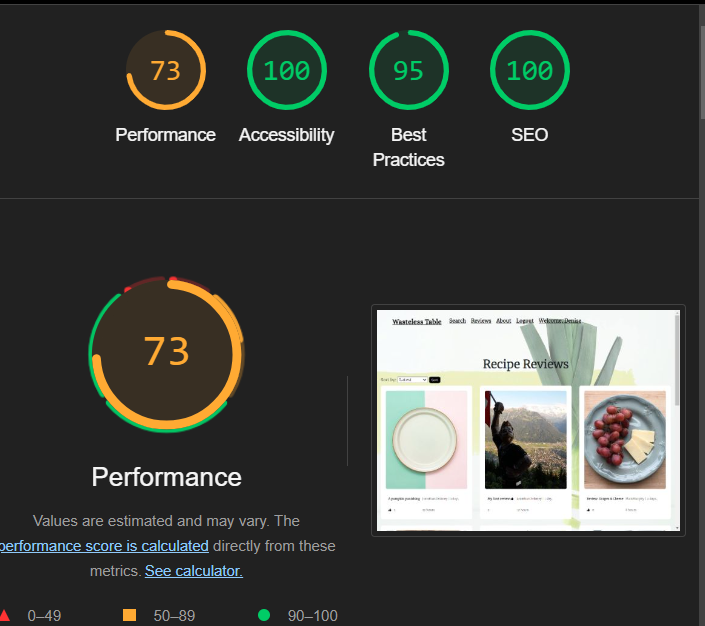 73
100
95
100
Performance
Accessibility
Best
Practices
SEO
73
Performance
Values are estimated and may vary. The
performance score is calculated directly from these
metrics. See calculator.
0–49
50–89
90–100
Wasteless Table Search Reviews About Logout Welcome:Denise
Recipe Reviews
Sort by: